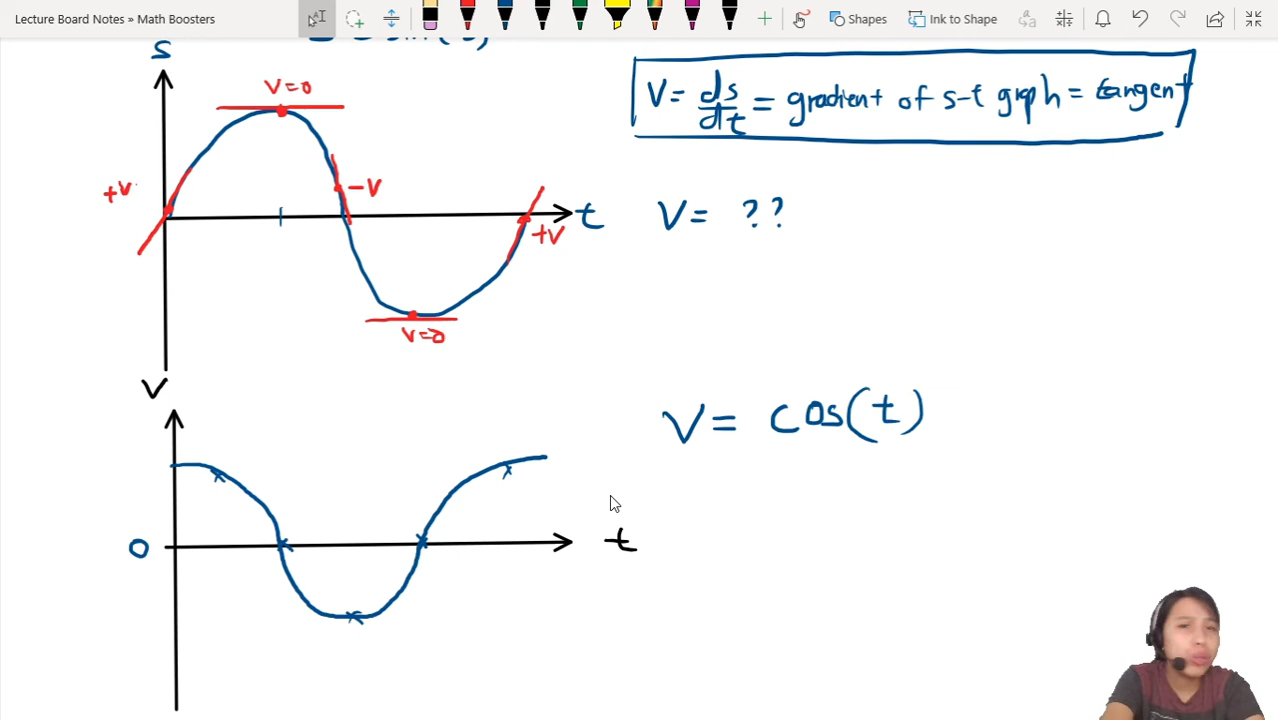 Lecture Board Notes » Math Boosters
Shapes
Ink to Shape
S
V=0
V= ds/dt = gradient of s-t graph = tangent
+V
-V
t
+V
V= ??
V=0
V
V= cos(t)
0
t